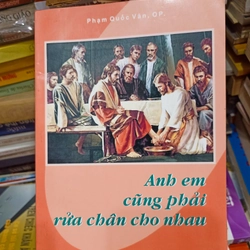 Phạm Quốc Văn, OP.
Anh em
cũng phải
rửa chân cho nhau